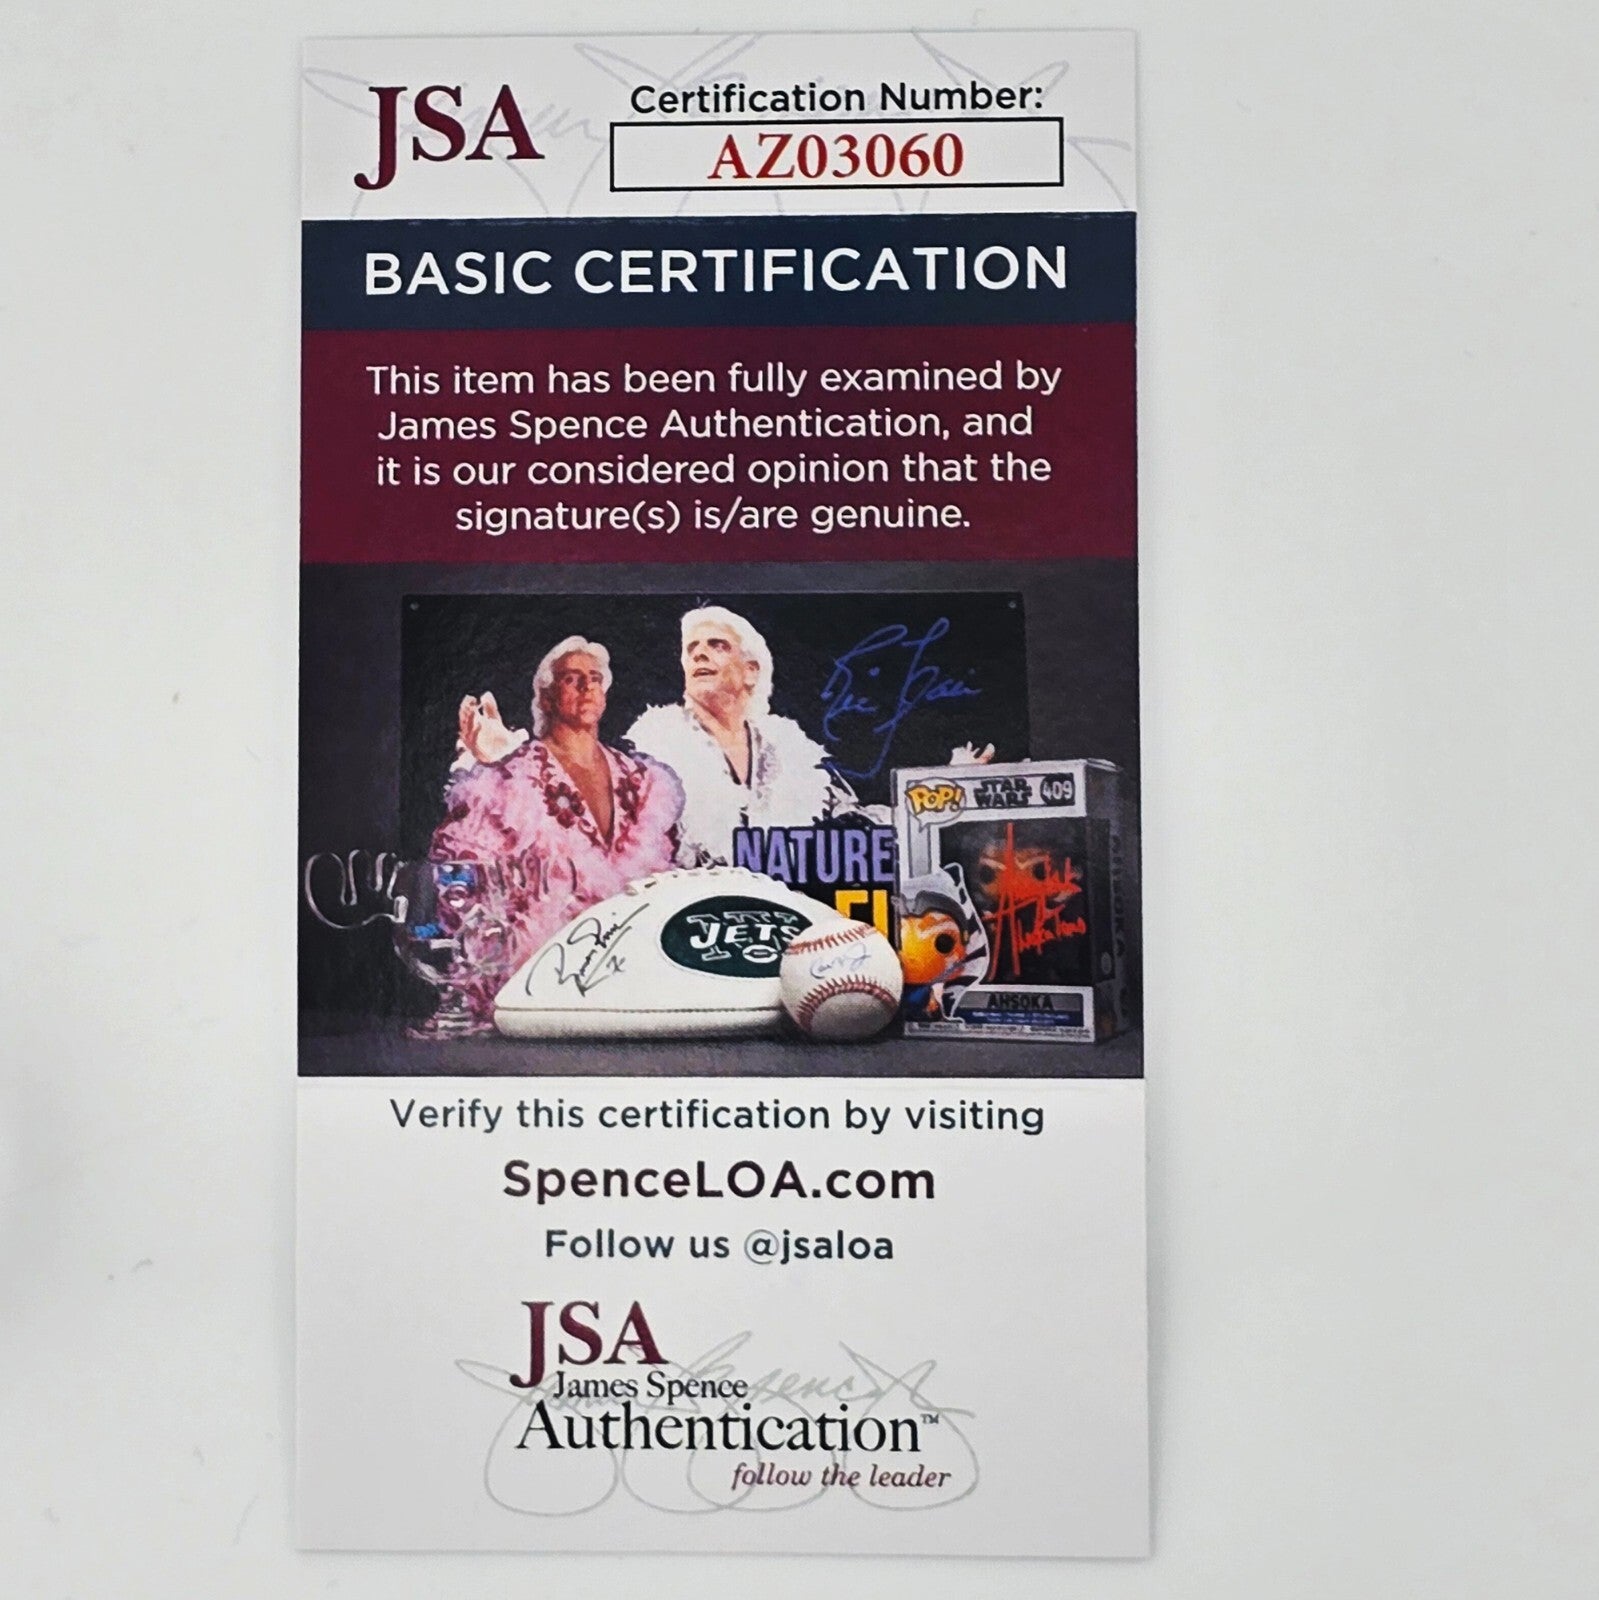 JSA
Certification Number:
AZ03060
BASIC CERTIFICATION
This item has been fully examined by
James Spence Authentication, and
it is our considered opinion that the
signature(s) is/are genuine.
POP!
STAR
WARS
409
NATURE
JETS
AHSOKA
Verify this certification by visiting
SpenceLOA.com
Follow us @jsaloa
JSA
James Spence
Authentication™
follow the leader